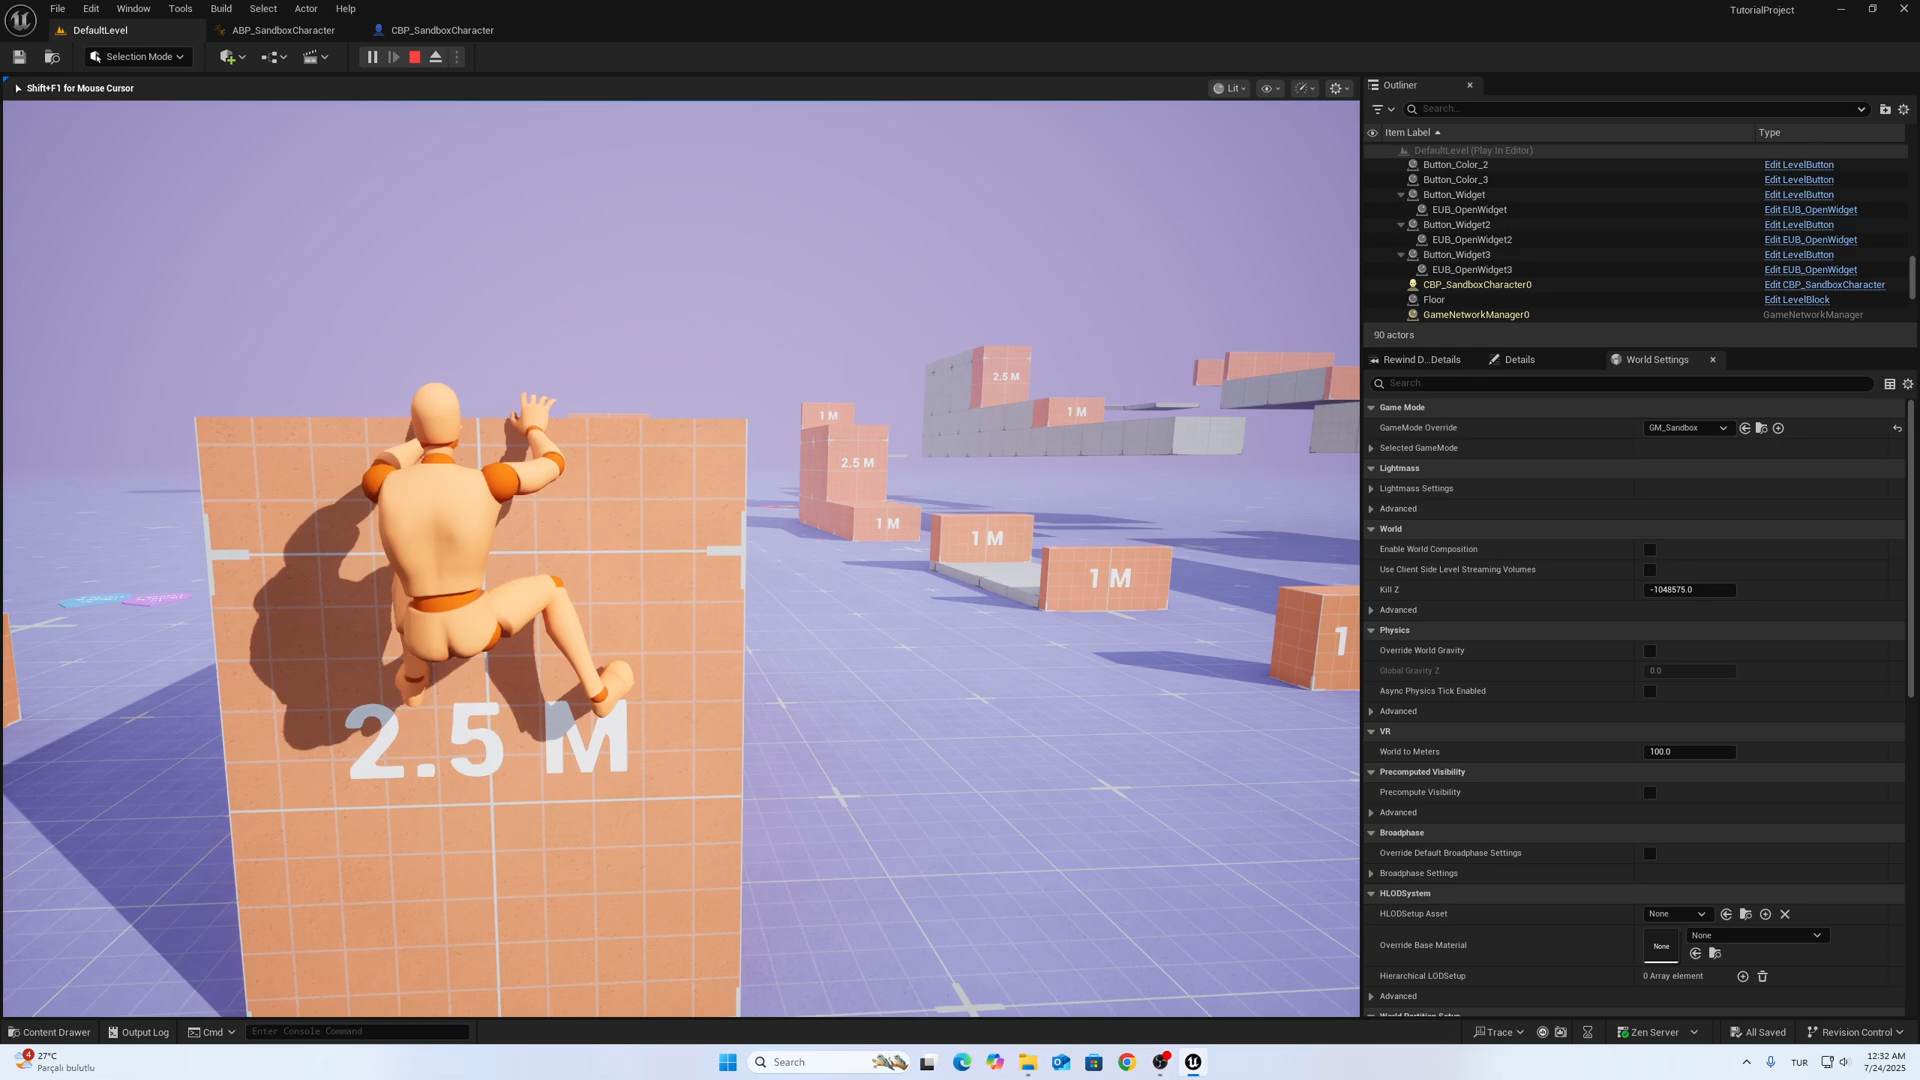 File Edit Window Tools Build Select Actor Help
TutorialProject
DefaultLevel
ABP_SandboxCharacter
CBP_SandboxCharacter
Selection Mode
Shift+F1 for Mouse Cursor
Lit
Outliner
Search...
Item Label
Type
DefaultLevel (Play In Editor)
Button_Color_2 Edit LevelButton
Button_Color_3 Edit LevelButton
Button_Widget Edit LevelButton
EUB_OpenWidget Edit EUB_OpenWidget
Button_Widget2 Edit LevelButton
EUB_OpenWidget2 Edit EUB_OpenWidget
Button_Widget3 Edit LevelButton
EUB_OpenWidget3 Edit EUB_OpenWidget
CBP_SandboxCharacter0 Edit CBP_SandboxCharacter
Floor Edit LevelBlock
GameNetworkManager0 GameNetworkManager
90 actors
Rewind D...Details
Details
World Settings
Search
Game Mode
GameMode Override GM_Sandbox
Selected GameMode
Lightmass
Lightmass Settings
Advanced
World
Enable World Composition
Use Client Side Level Streaming Volumes
Kill Z -1048575.0
Advanced
Physics
Override World Gravity
Global Gravity Z 0.0
Async Physics Tick Enabled
Advanced
VR
World to Meters 100.0
Precomputed Visibility
Precompute Visibility
Advanced
Broadphase
Override Default Broadphase Settings
Broadphase Settings
HLODSystem
HLODSetup Asset None
Override Base Material None None
Hierarchical LODSetup 0 Array element
Advanced
2.5 M
1 M
1 M
1 M
2.5 M
1 M
1 M
1 M
1
2.5 M
Content Drawer
Output Log
Cmd
Enter Console Command
Trace
Zen Server
All Saved
Revision Control
4
27°C
Parçalı bulutlu
Search
TUR
12:32 AM
7/24/2025